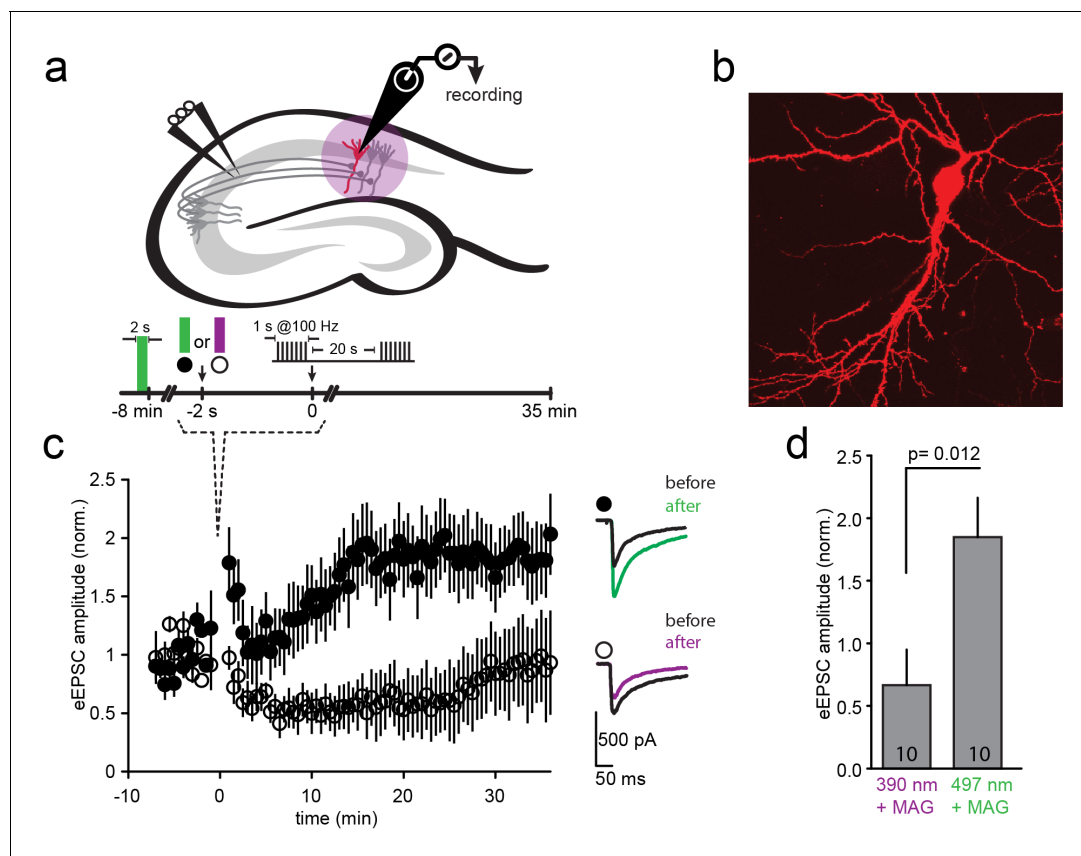 a
recording
b
2 s
or
1 s @100 Hz
20 s
-8 min
-2 s
0
35 min
c
eEPSC amplitude (norm.)
2.5
2
1.5
1
0.5
0
-10
0
10
20
30
time (min)
before
after
before
after
500 pA
50 ms
d
p= 0.012
eEPSC amplitude (norm.)
2.5
2.0
1.5
1.0
0.5
0.0
10
10
390 nm
+ MAG
497 nm
+ MAG